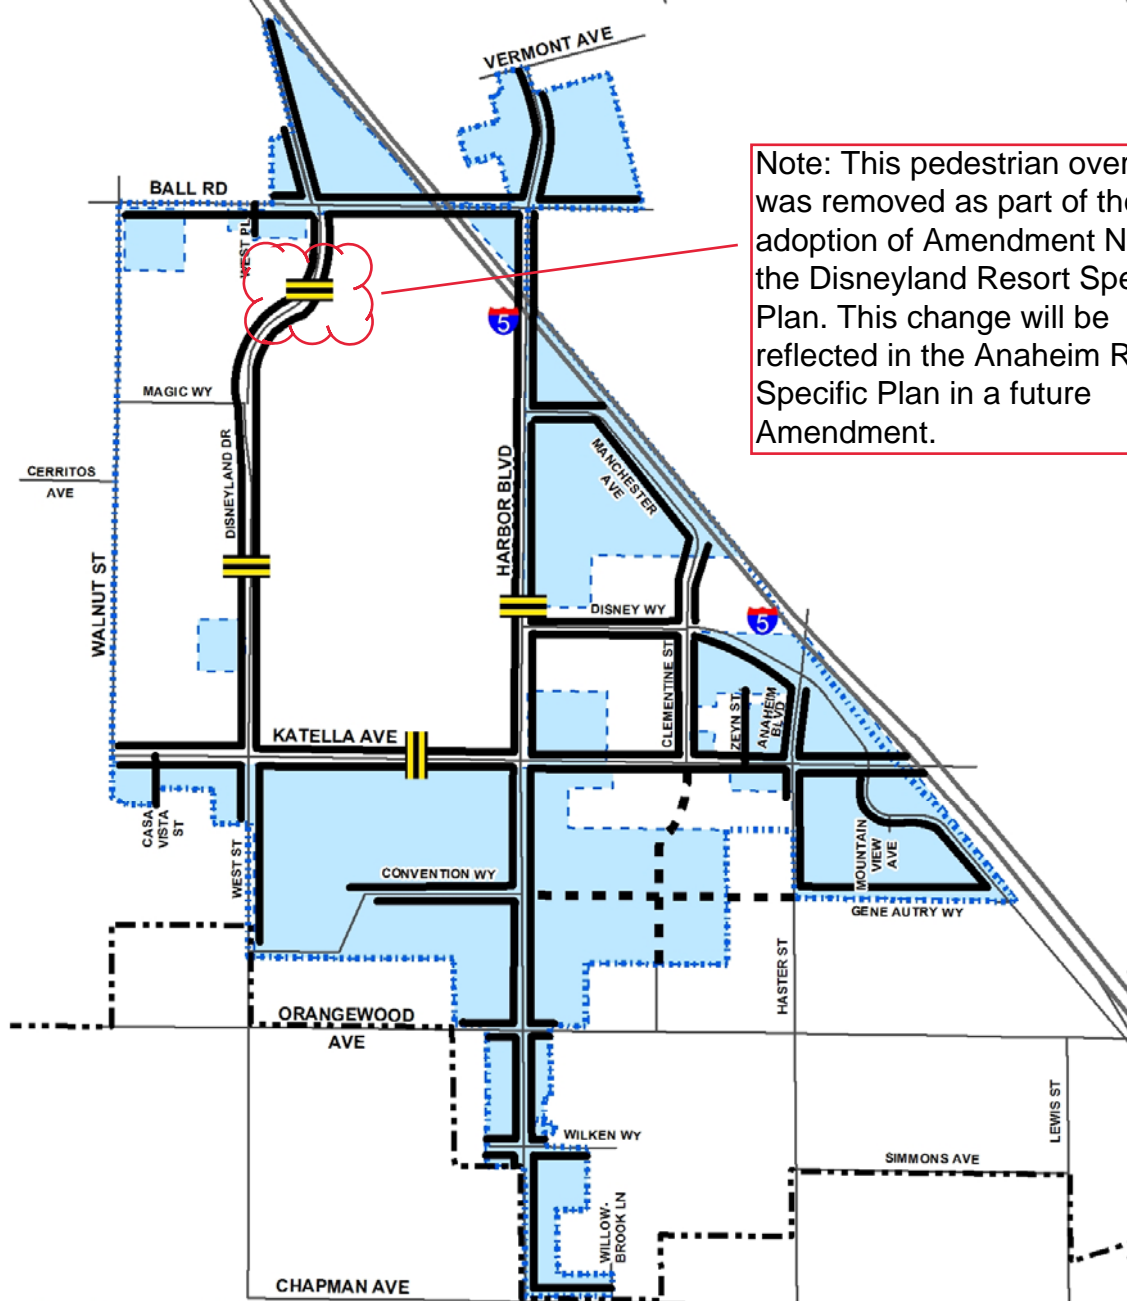 VERMONT AVE
Note: This pedestrian over
was removed as part of the
adoption of Amendment N
the Disneyland Resort Spe
Plan. This change will be
reflected in the Anaheim R
Specific Plan in a future
Amendment.
BALL RD
WEST PL
5
MAGIC WY
CERRITOS
AVE
DISNEYLAND DR
HARBOR BLVD
MANCHESTER
AVE
WALNUT ST
DISNEY WY
5
CLEMENTINE ST
ZEYN ST
ANAHEIM
BLVD
KATELLA AVE
CASA
VISTA
ST
WEST ST
CONVENTION WY
MOUNTAIN
VIEW
AVE
GENE AUTRY WY
HASTER ST
ORANGEWOOD
AVE
LEWIS ST
WILKEN WY
SIMMONS AVE
WILLOW-
BROOK LN
CHAPMAN AVE